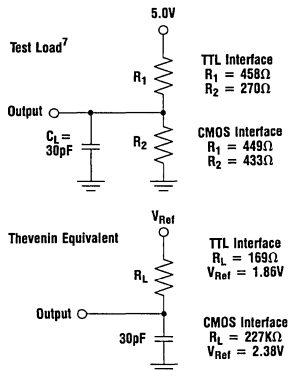 5.0V
Test Load7
TTL Interface
R1 = 458Ω
R2 = 270Ω
R1
Output
CL =
30pF
R2
CMOS Interface
R1 = 449Ω
R2 = 433Ω
VRef
Thevenin Equivalent
TTL Interface
RL = 169Ω
VRef = 1.86V
RL
Output
30pF
CMOS Interface
RL = 227KΩ
VRef = 2.38V